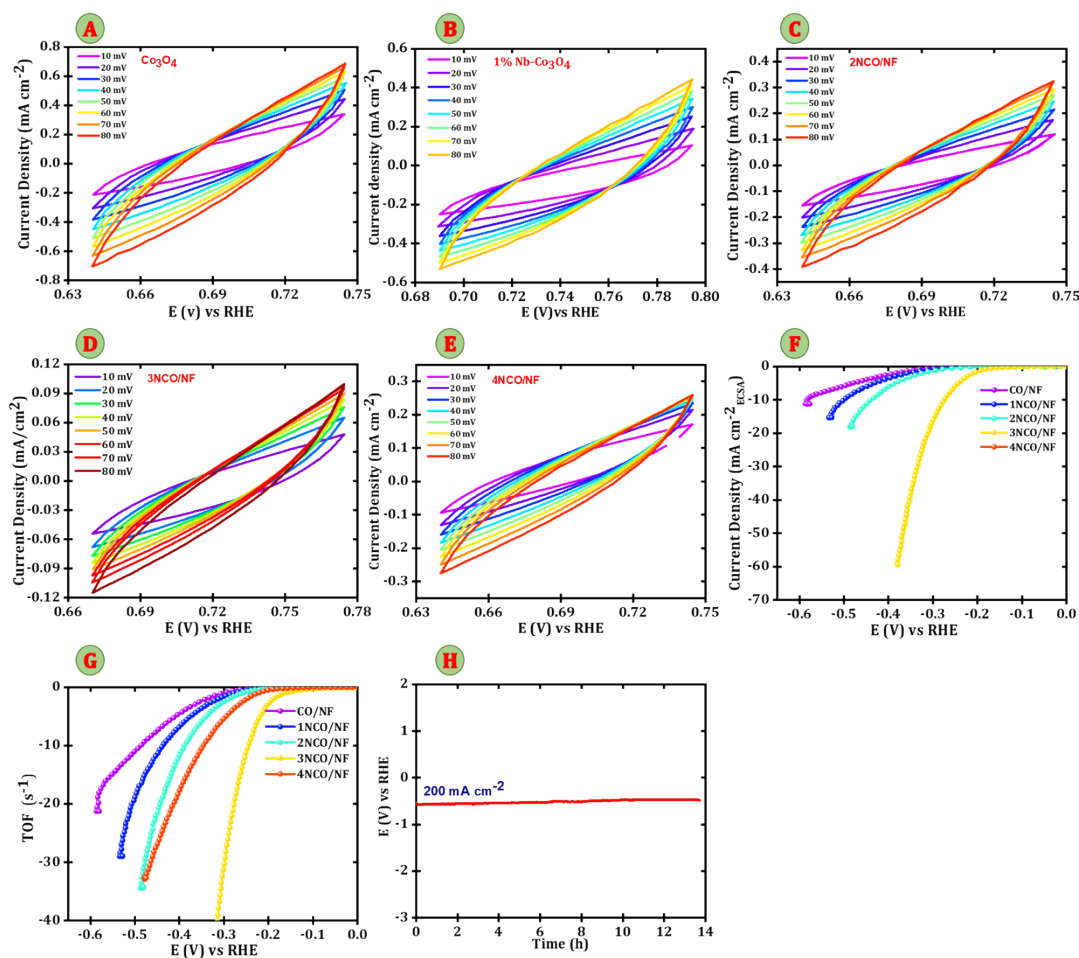 A
Co3O4
10 mV
20 mV
30 mV
40 mV
50 mV
60 mV
70 mV
80 mV
0.8
0.6
0.4
0.2
0.0
-0.2
-0.4
-0.6
-0.8
0.63
0.66
0.69
0.72
0.75
Current Density (mA cm-2)
E (v) vs RHE
B
1% Nb-Co3O4
10 mV
20 mV
30 mV
40 mV
50 mV
60 mV
70 mV
80 mV
0.6
0.4
0.2
0.0
-0.2
-0.4
-0.6
0.70
0.72
0.74
0.76
0.78
0.80
Current density (mA cm-2)
E (V)vs RHE
C
2NCO/NF
10 mV
20 mV
30 mV
40 mV
50 mV
60 mV
70 mV
80 mV
0.4
0.3
0.2
0.1
0.0
-0.1
-0.2
-0.3
-0.4
0.63
0.66
0.69
0.72
0.75
Current Density (mA cm-2)
E (V) vs RHE
D
3NCO/NF
10 mV
20 mV
30 mV
40 mV
50 mV
60 mV
70 mV
80 mV
0.12
0.09
0.06
0.03
0.00
-0.03
-0.06
-0.09
-0.12
0.66
0.69
0.72
0.75
0.78
Current Density (mA/cm2)
E (V) vs RHE
E
4NCO/NF
10 mV
20 mV
30 mV
40 mV
50 mV
60 mV
70 mV
80 mV
0.3
0.2
0.1
0.0
-0.1
-0.2
-0.3
0.63
0.66
0.69
0.72
0.75
Current density (mA cm-2)
E (V) vs RHE
F
CO/NF
1NCO/NF
2NCO/NF
3NCO/NF
4NCO/NF
0
-10
-20
-30
-40
-50
-60
-70
-0.6
-0.5
-0.4
-0.3
-0.2
-0.1
0.0
Current Density (mA cm-2ECSA)
E (V) vs RHE
G
CO/NF
1NCO/NF
2NCO/NF
3NCO/NF
4NCO/NF
0
-10
-20
-30
-40
-0.6
-0.5
-0.4
-0.3
-0.2
-0.1
0.0
TOF (s-1)
E (V) vs RHE
H
200 mA cm-2
2
1
0
-1
-2
-3
0
2
4
6
8
10
12
14
E (V) vs RHE
Time (h)